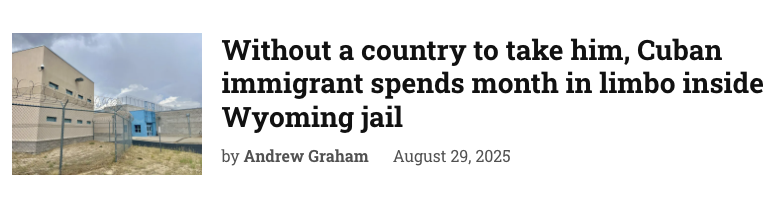 Without a country to take him, Cuban
immigrant spends month in limbo inside
Wyoming jail
by Andrew Graham August 29, 2025